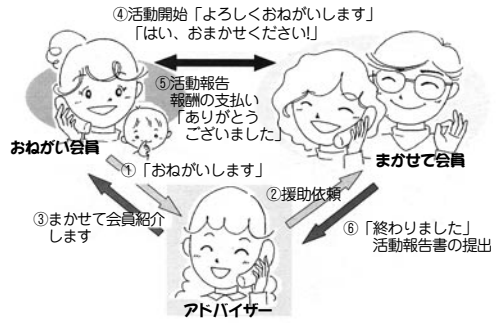 ④活動開始「よろしくおねがいします」
「はい、おまかせください!」
⑤活動報告
報酬の支払い
「ありがとう
ございました」
おねがい会員
まかせて会員
①「おねがいします」
②援助依頼
③まかせて会員紹介
します
⑥「終わりました」
活動報告書の提出
アドバイザー